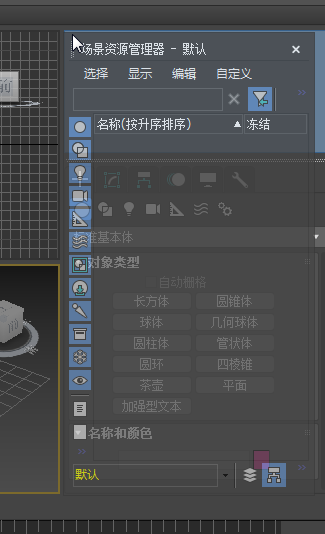 场景资源管理器 - 默认
前
选择 显示 编辑 自定义
名称(按升序排序) ▲ 冻结
标准基本体
对象类型
自动栅格
长方体 圆锥体
球体 几何球体
圆柱体 管状体
圆环 四棱锥
茶壶 平面
加强型文本
名称和颜色
默认